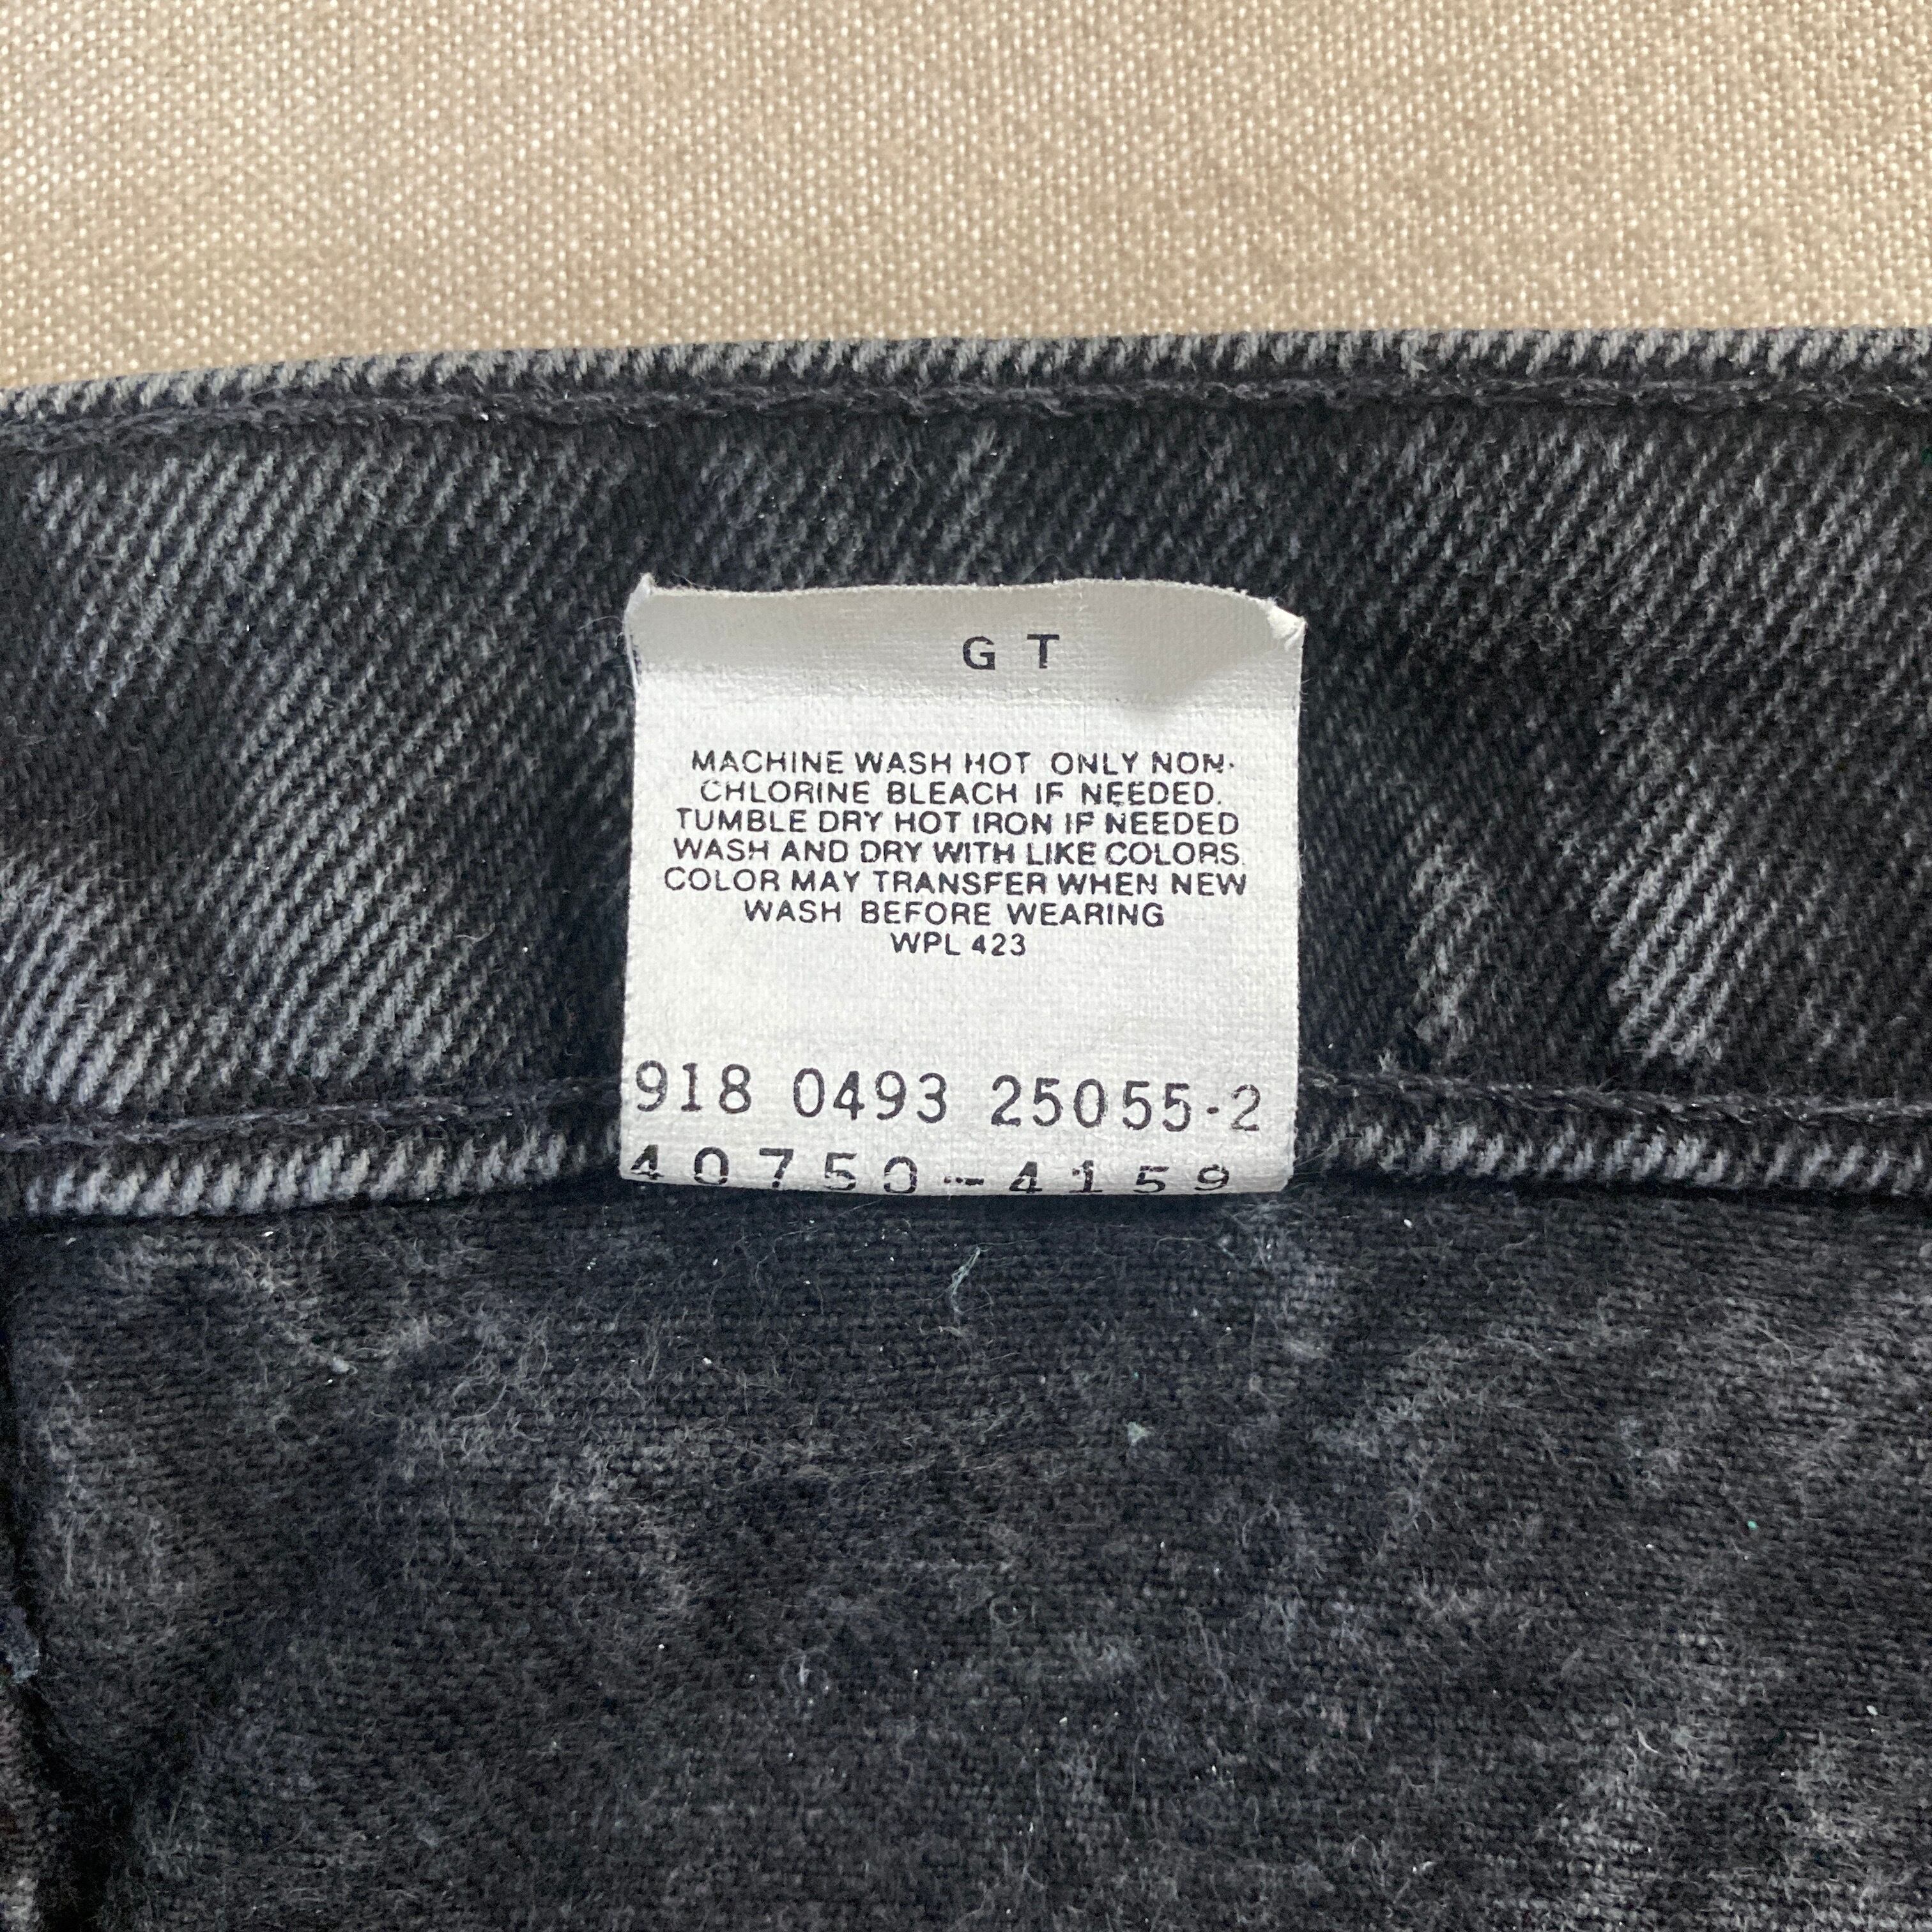 G T
MACHINE WASH HOT ONLY NON-
CHLORINE BLEACH IF NEEDED.
TUMBLE DRY HOT IRON IF NEEDED
WASH AND DRY WITH LIKE COLORS.
COLOR MAY TRANSFER WHEN NEW
WASH BEFORE WEARING
WPL 423
918 0493 25055-2
40750-4159